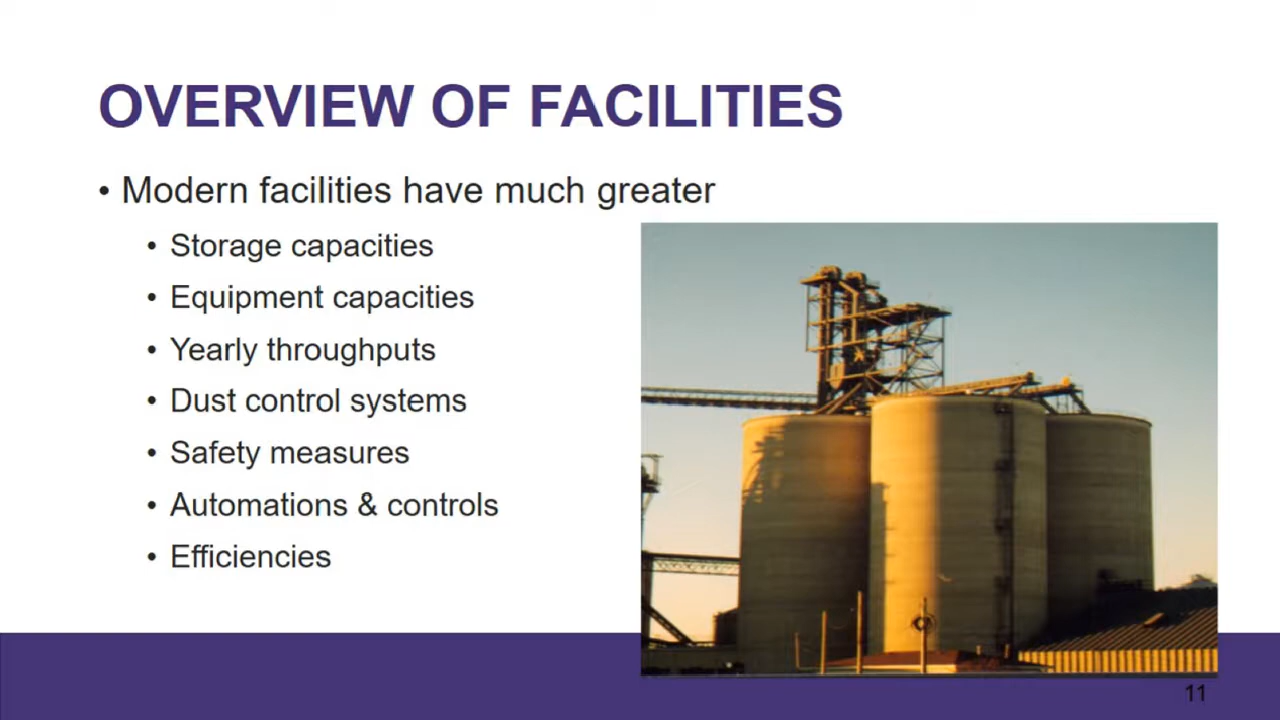 OVERVIEW OF FACILITIES
• Modern facilities have much greater
• Storage capacities
• Equipment capacities
• Yearly throughputs
• Dust control systems
• Safety measures
• Automations & controls
• Efficiencies
11